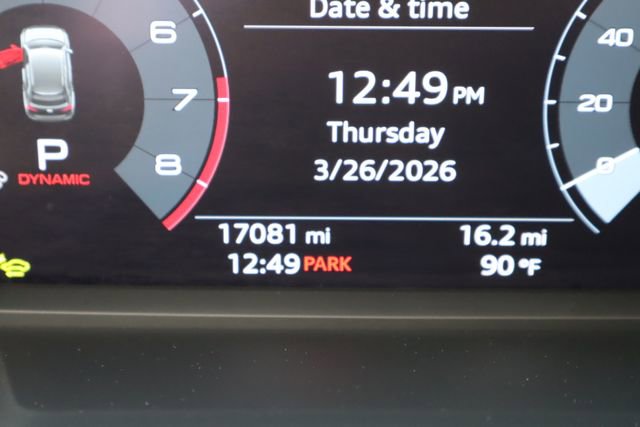 Date & time
6
7
8
40
20
0
12:49 PM
Thursday
3/26/2026
P
DYNAMIC
17081 mi
16.2 mi
12:49 PARK
90 °F